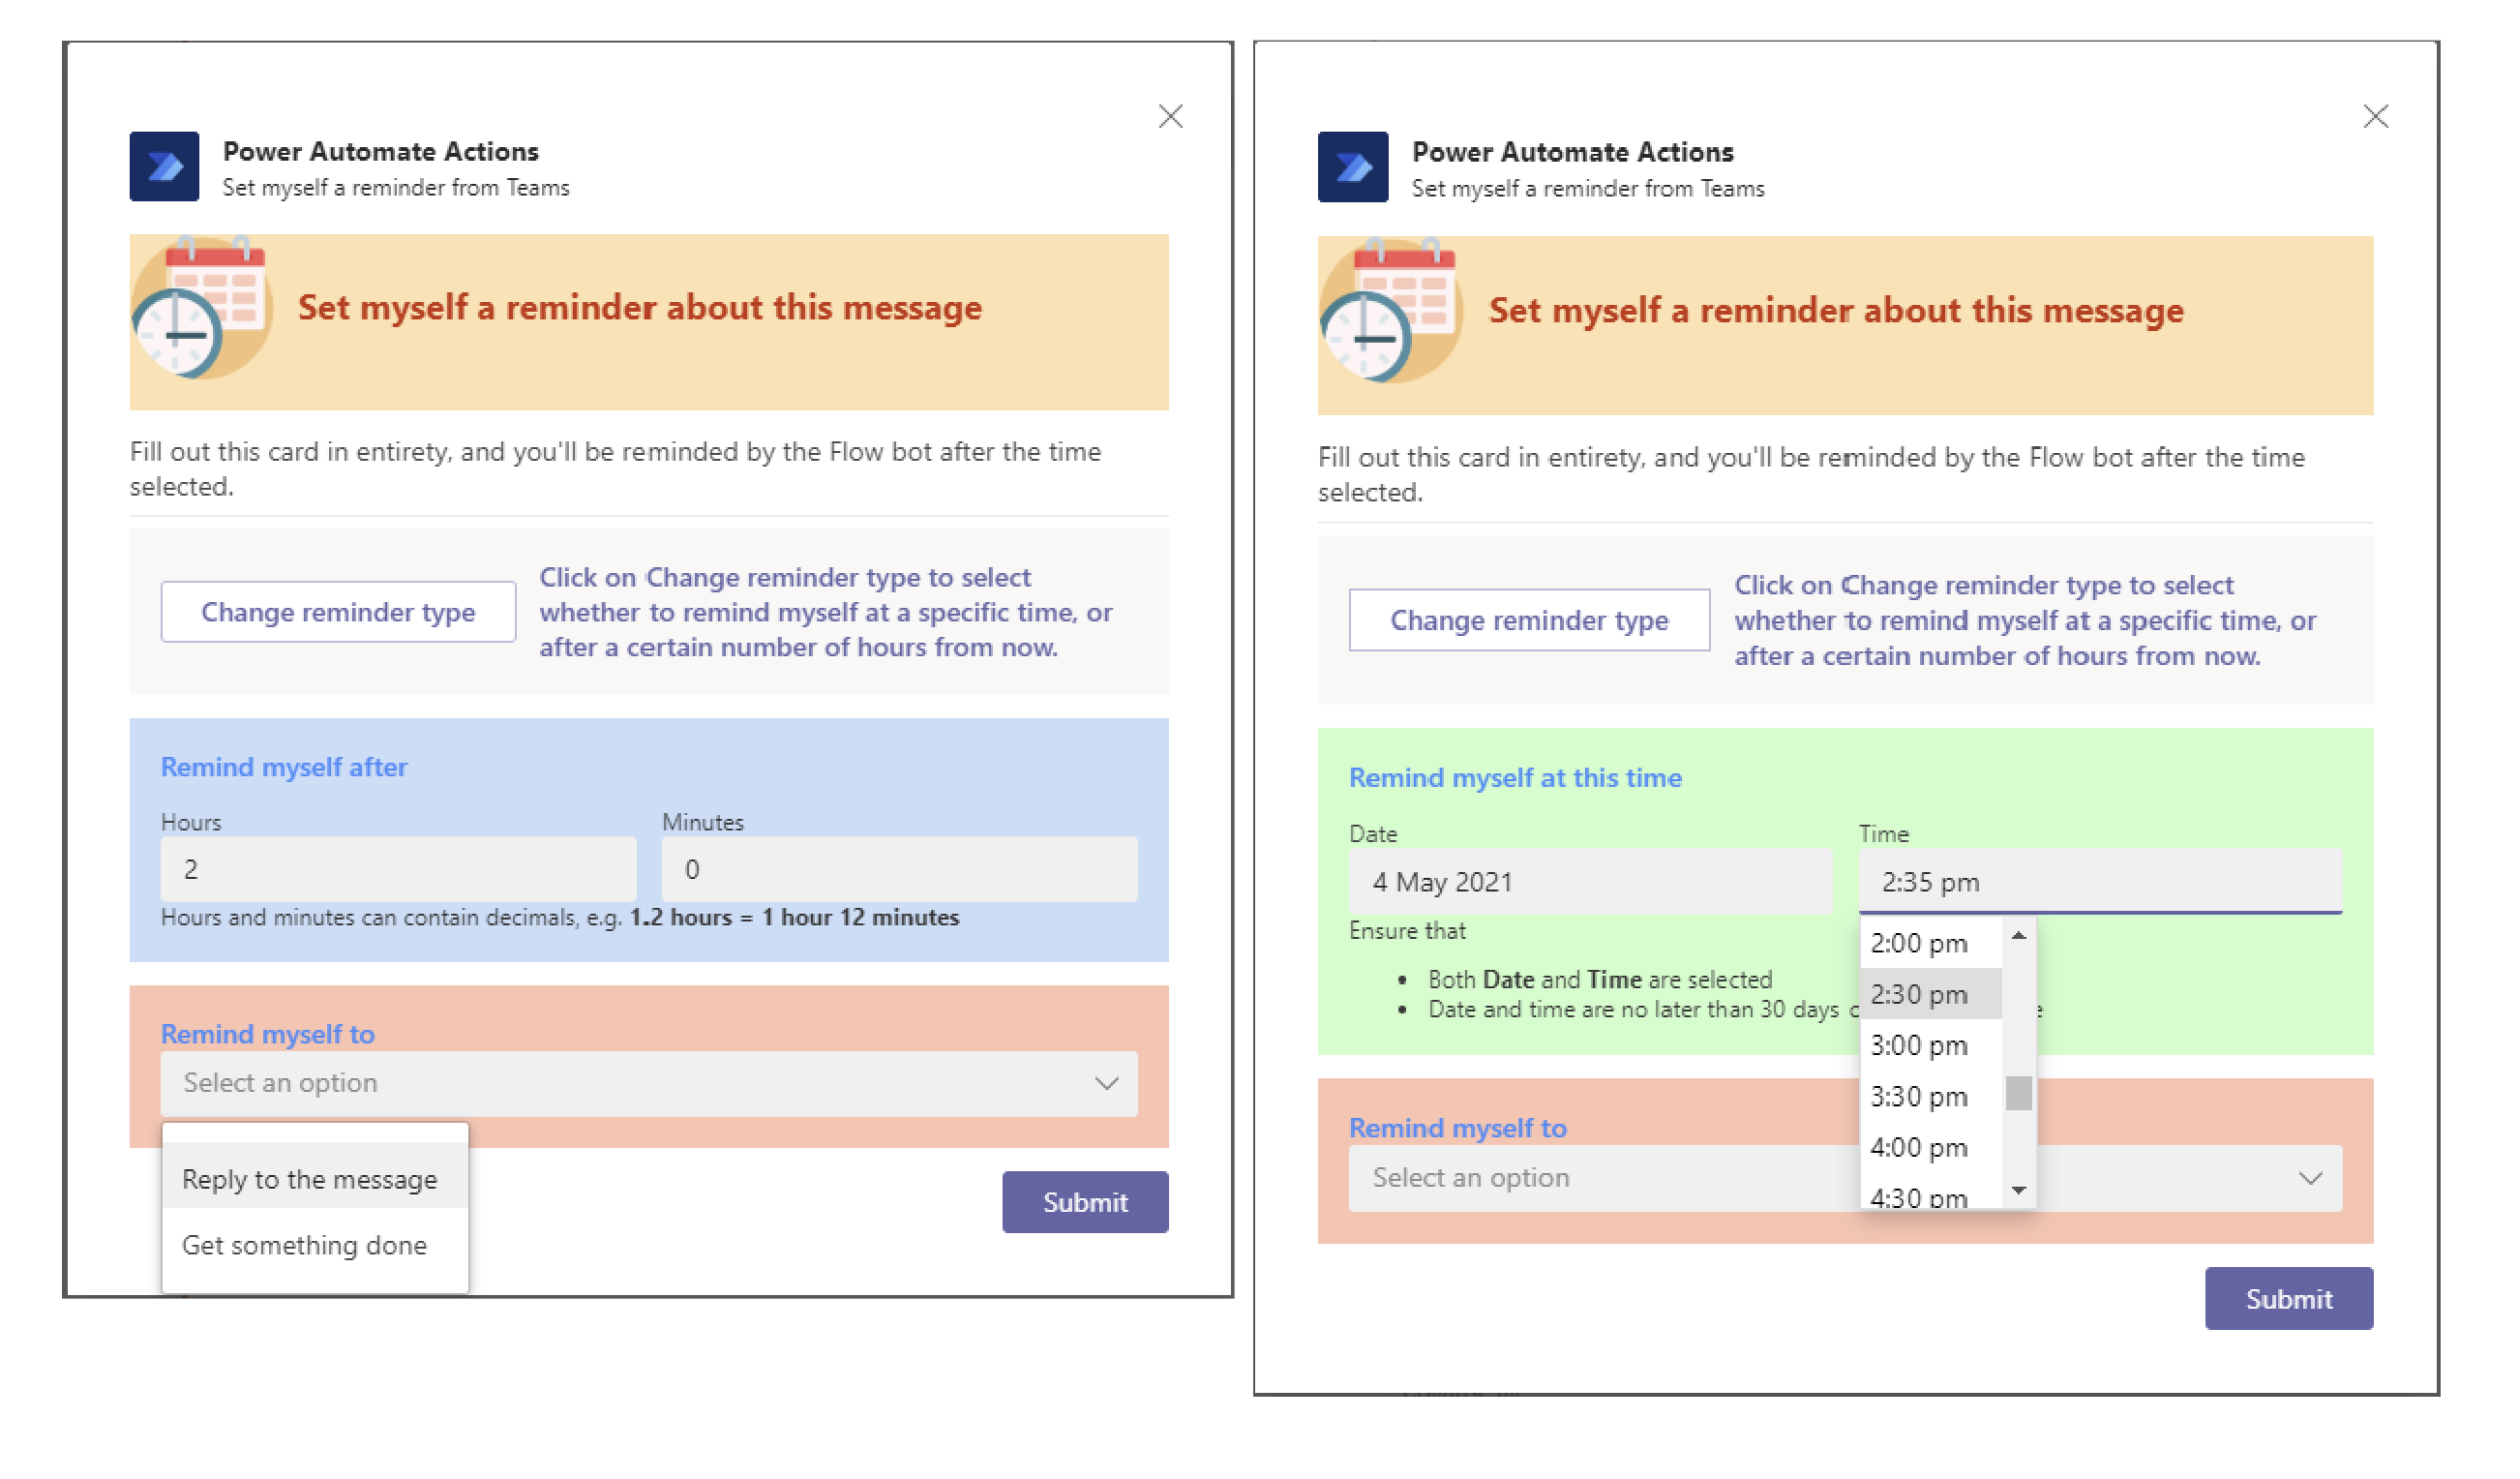 Power Automate Actions
Set myself a reminder from Teams
Set myself a reminder about this message
Fill out this card in entirety, and you'll be reminded by the Flow bot after the time
selected.
Change reminder type
Click on Change reminder type to select
whether to remind myself at a specific time, or
after a certain number of hours from now.
Remind myself after
Hours
Minutes
2
0
Hours and minutes can contain decimals, e.g. 1.2 hours = 1 hour 12 minutes
Remind myself to
Select an option
Reply to the message
Get something done
Submit
Power Automate Actions
Set myself a reminder from Teams
Set myself a reminder about this message
Fill out this card in entirety, and you'll be reminded by the Flow bot after the time
selected.
Change reminder type
Click on Change reminder type to select
whether to remind myself at a specific time, or
after a certain number of hours from now.
Remind myself at this time
Date
Time
4 May 2021
2:35 pm
Ensure that
• Both Date and Time are selected
• Date and time are no later than 30 days
2:00 pm
2:30 pm
3:00 pm
3:30 pm
4:00 pm
4:30 pm
Remind myself to
Select an option
Submit